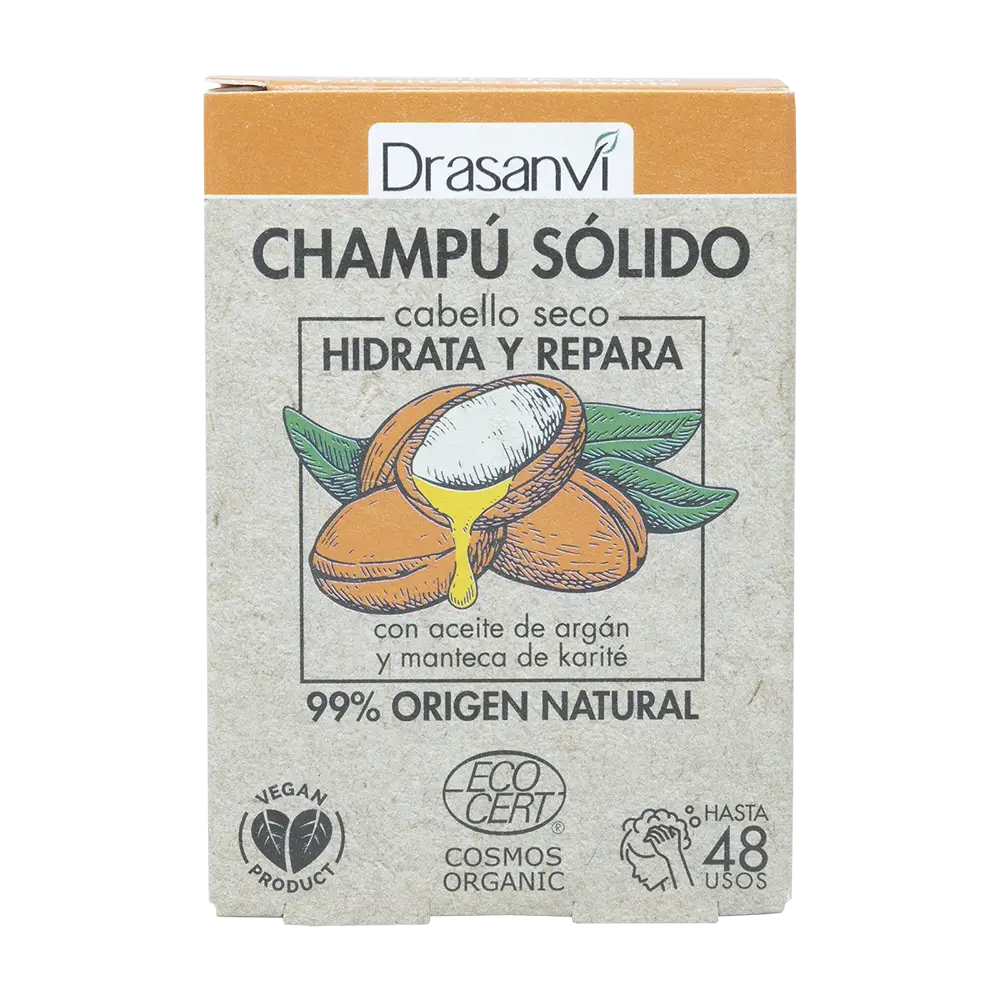 Drasanvi
CHAMPÚ SÓLIDO
cabello seco
HIDRATA Y REPARA
con aceite de argán
y manteca de karité
99% ORIGEN NATURAL
VEGAN
PRODUCT
ECO
CERT
®
COSMOS
ORGANIC
HASTA
48
USOS